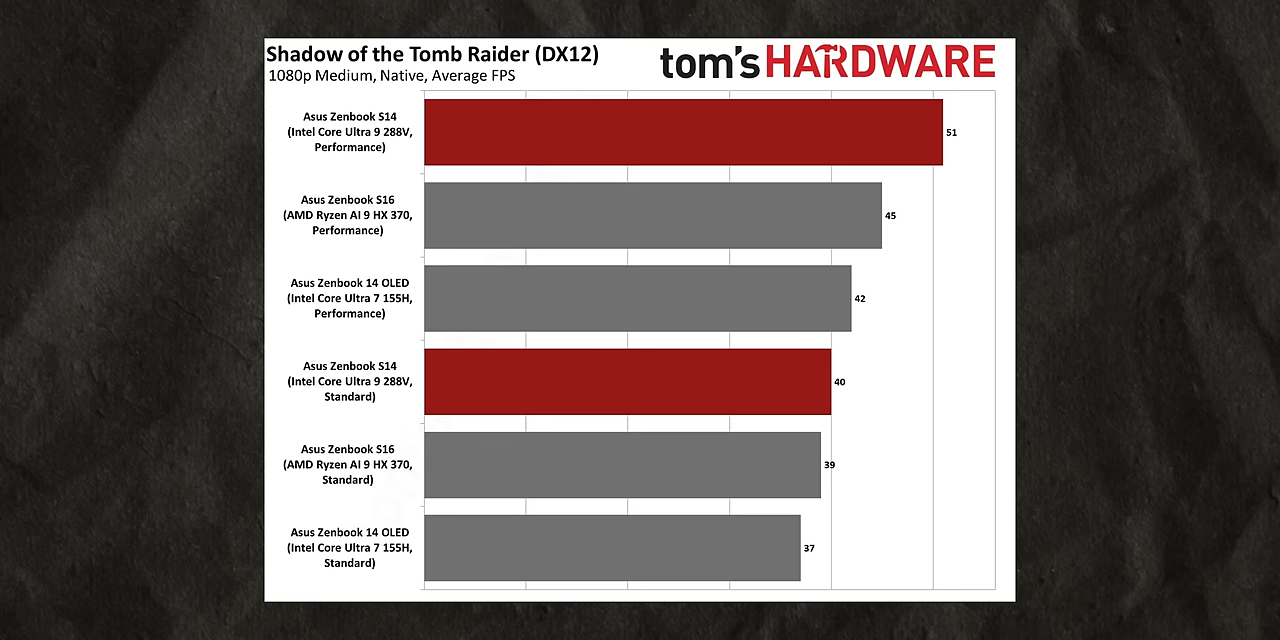 Shadow of the Tomb Raider (DX12)
1080p Medium, Native, Average FPS
tom's HARDWARE
Asus Zenbook S14
(Intel Core Ultra 9 288V,
Performance)
51
Asus Zenbook S16
(AMD Ryzen AI 9 HX 370,
Performance)
45
Asus Zenbook 14 OLED
(Intel Core Ultra 7 155H,
Performance)
42
Asus Zenbook S14
(Intel Core Ultra 9 288V,
Standard)
40
Asus Zenbook S16
(AMD Ryzen AI 9 HX 370,
Standard)
39
Asus Zenbook 14 OLED
(Intel Core Ultra 7 155H,
Standard)
37